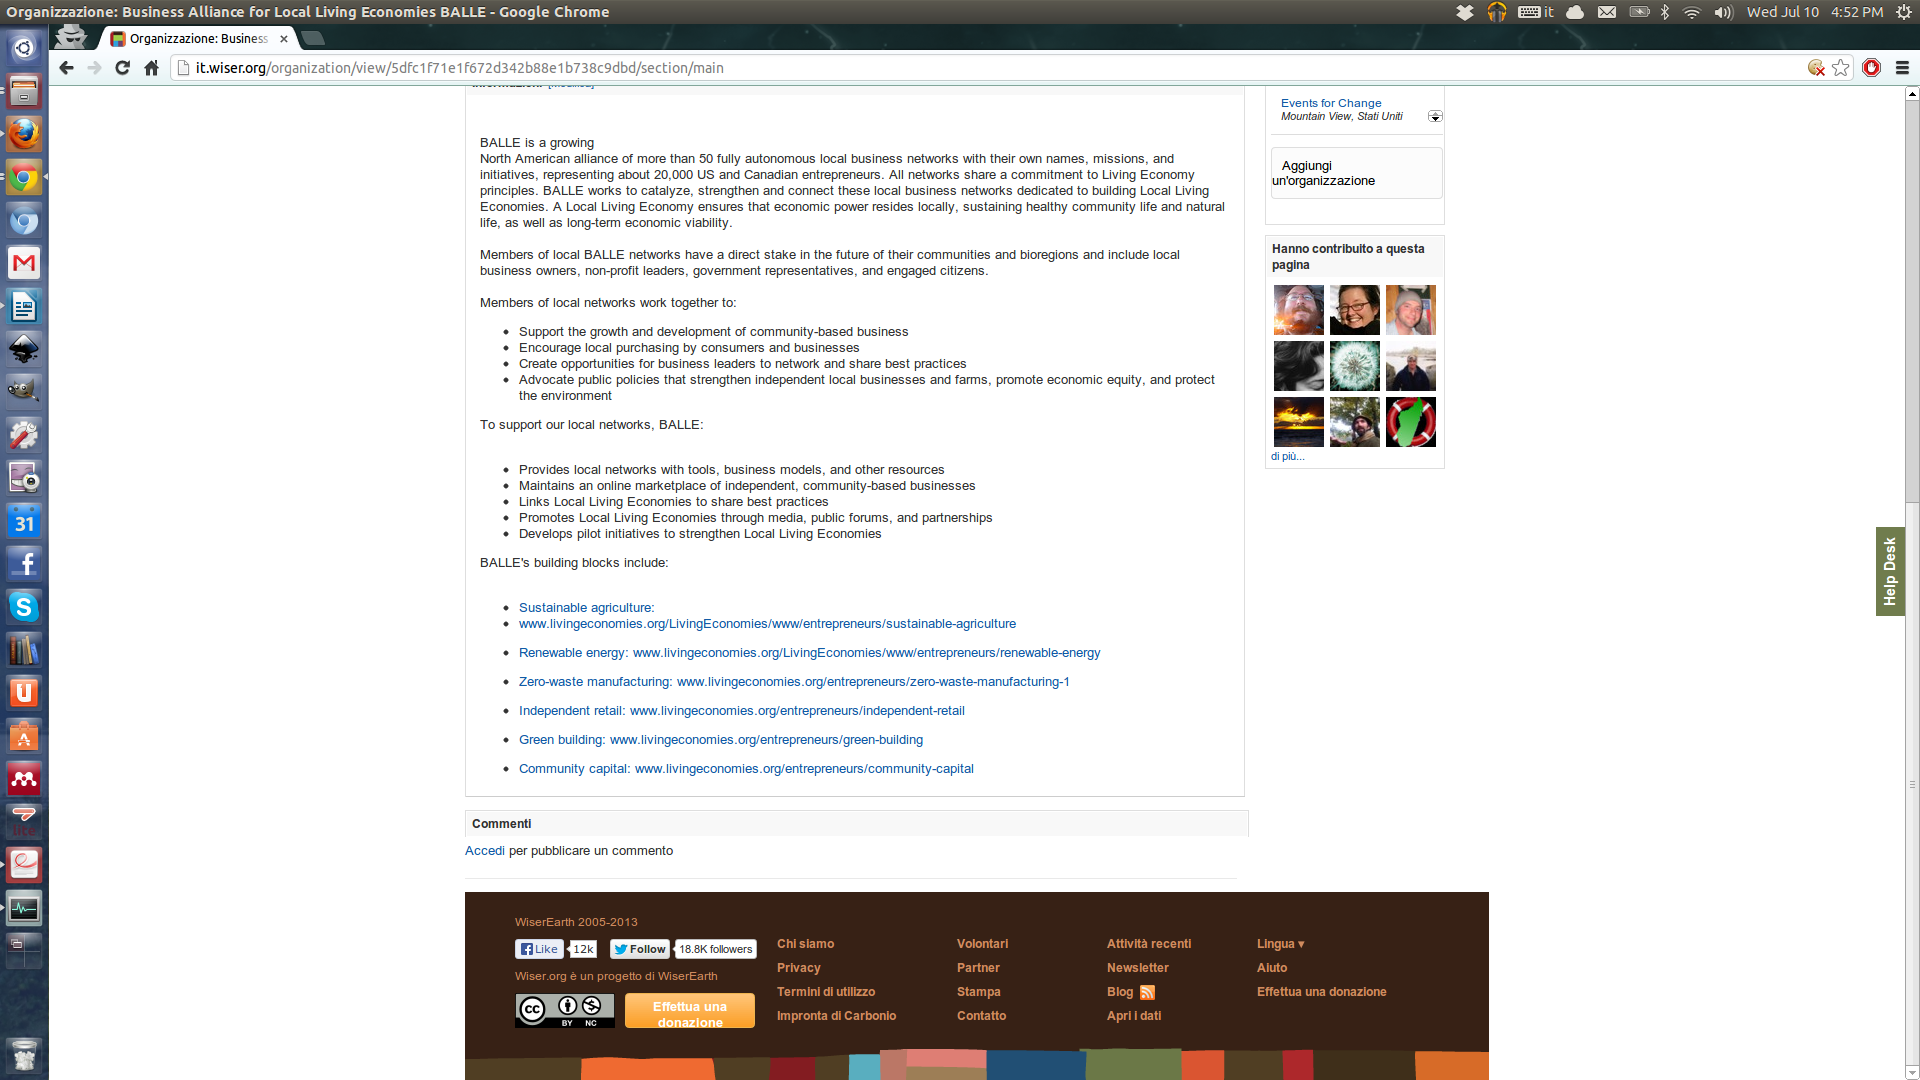 Organizzazione: Business Alliance for Local Living Economies BALLE - Google Chrome
it
Wed Jul 10 4:52 PM
Organizzazione: Business
it.wiser.org/organization/view/5dfc1f71e1f672d342b88e1b738c9dbd/section/main
BALLE is a growing
North American alliance of more than 50 fully autonomous local business networks with their own names, missions, and
initiatives, representing about 20,000 US and Canadian entrepreneurs. All networks share a commitment to Living Economy
principles. BALLE works to catalyze, strengthen and connect these local business networks dedicated to building Local Living
Economies. A Local Living Economy ensures that economic power resides locally, sustaining healthy community life and natural
life, as well as long-term economic viability.
Members of local BALLE networks have a direct stake in the future of their communities and bioregions and include local
business owners, non-profit leaders, government representatives, and engaged citizens.
Members of local networks work together to:
Support the growth and development of community-based business
Encourage local purchasing by consumers and businesses
Create opportunities for business leaders to network and share best practices
Advocate public policies that strengthen independent local businesses and farms, promote economic equity, and protect
the environment
To support our local networks, BALLE:
Provides local networks with tools, business models, and other resources
Maintains an online marketplace of independent, community-based businesses
Links Local Living Economies to share best practices
Promotes Local Living Economies through media, public forums, and partnerships
Develops pilot initiatives to strengthen Local Living Economies
BALLE's building blocks include:
Sustainable agriculture:
www.livingeconomies.org/LivingEconomies/www/entrepreneurs/sustainable-agriculture
Renewable energy: www.livingeconomies.org/LivingEconomies/www/entrepreneurs/renewable-energy
Zero-waste manufacturing: www.livingeconomies.org/entrepreneurs/zero-waste-manufacturing-1
Independent retail: www.livingeconomies.org/entrepreneurs/independent-retail
Green building: www.livingeconomies.org/entrepreneurs/green-building
Community capital: www.livingeconomies.org/entrepreneurs/community-capital
Events for Change
Mountain View, Stati Uniti
Aggiungi
un'organizzazione
Hanno contribuito a questa
pagina
di più...
Help Desk
31
Commenti
Accedi per pubblicare un commento
WiserEarth 2005-2013
Like 12k Follow 18.8K followers
Wiser.org è un progetto di WiserEarth
cc BY NC
Effettua una
donazione
Chi siamo
Privacy
Termini di utilizzo
Impronta di Carbonio
Volontari
Partner
Stampa
Contatto
Attività recenti
Newsletter
Blog
Apri i dati
Lingua ▾
Aiuto
Effettua una donazione